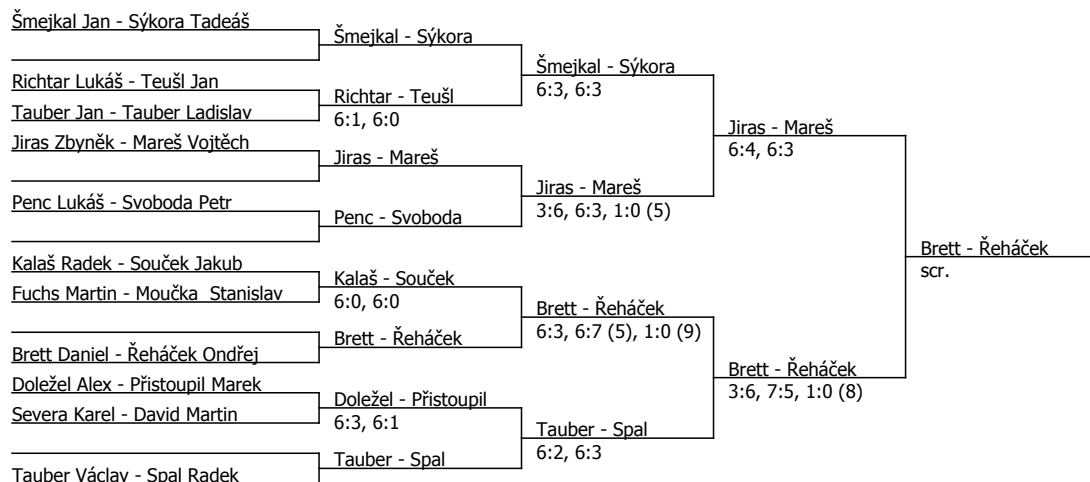 Šmejkal Jan - Sýkora Tadeáš
Richtar Lukáš - Teušl Jan
Tauber Jan - Tauber Ladislav
Jiras Zbyněk - Mareš Vojtěch
Penc Lukáš - Svoboda Petr
Kalaš Radek - Souček Jakub
Fuchs Martin - Moučka  Stanislav
Brett Daniel - Řeháček Ondřej
Doležel Alex - Přistoupil Marek
Severa Karel - David Martin
Tauber Václav - Spal Radek
Šmejkal - Sýkora
Richtar - Teušl
6:1, 6:0
Jiras - Mareš
Penc - Svoboda
Kalaš - Souček
6:0, 6:0
Brett - Řeháček
Doležel - Přistoupil
6:3, 6:1
Tauber - Spal
Šmejkal - Sýkora
6:3, 6:3
Jiras - Mareš
3:6, 6:3, 1:0 (5)
Brett - Řeháček
6:3, 6:7 (5), 1:0 (9)
Tauber - Spal
6:2, 6:3
Jiras - Mareš
6:4, 6:3
Brett - Řeháček
3:6, 7:5, 1:0 (8)
Brett - Řeháček
scr.